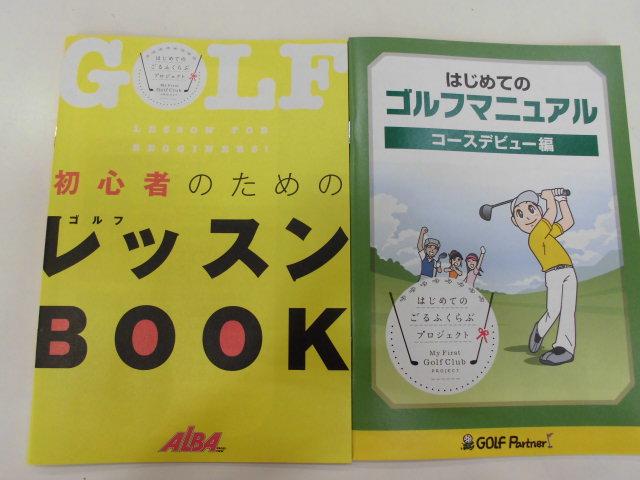 GOLF
はじめての
ごるふくらぶ
プロジェクト
My First
Golf Club
PROJECT
LESSON FOR
BEGGINERS!
初心者のための
ゴルフ
レッスン
BOOK
ALBA
はじめての
ゴルフマニュアル
コースデビュー編
はじめての
ごるふくらぶ
プロジェクト
My First
Golf Club
PROJECT
GOLF Partner